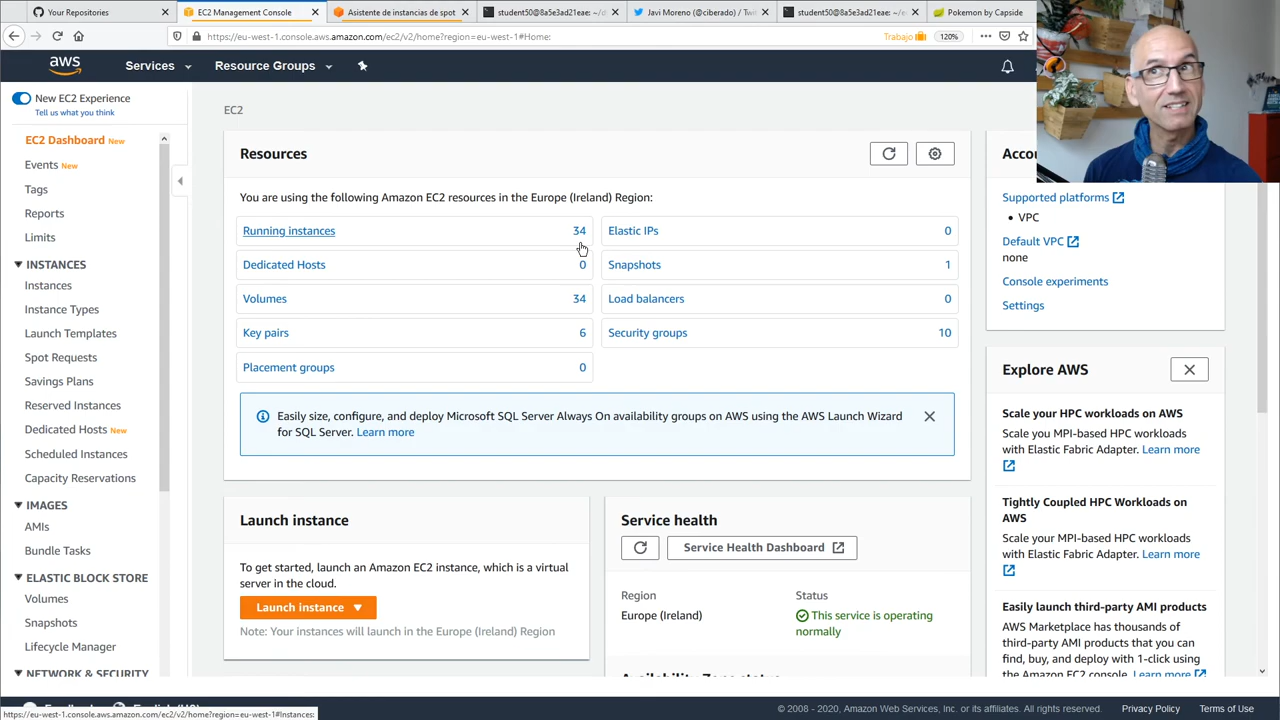 Your Repositories
EC2 Management Console
Asistente de instancias de spot
student50@8a5e3ad21eae: ~/
Javi Moreno (@ciberado) / Twi
student50@8a5e3ad21eae: ~/d
Pokemon by Capside
https://eu-west-1.console.aws.amazon.com/ec2/v2/home?region=eu-west-1#Home:
Trabajo
120%
aws
Services
Resource Groups
New EC2 Experience
Tell us what you think
EC2 Dashboard New
Events New
Tags
Reports
Limits
INSTANCES
Instances
Instance Types
Launch Templates
Spot Requests
Savings Plans
Reserved Instances
Dedicated Hosts New
Scheduled Instances
Capacity Reservations
IMAGES
AMIs
Bundle Tasks
ELASTIC BLOCK STORE
Volumes
Snapshots
Lifecycle Manager
NETWORK & SECURITY
EC2
Resources
You are using the following Amazon EC2 resources in the Europe (Ireland) Region:
Running instances 34
Elastic IPs 0
Dedicated Hosts 0
Snapshots 1
Volumes 34
Load balancers 0
Key pairs 6
Security groups 10
Placement groups 0
Easily size, configure, and deploy Microsoft SQL Server Always On availability groups on AWS using the AWS Launch Wizard
for SQL Server. Learn more
Launch instance
To get started, launch an Amazon EC2 instance, which is a virtual
server in the cloud.
Launch instance
Note: Your instances will launch in the Europe (Ireland) Region
Service health
Service Health Dashboard
Region
Status
Europe (Ireland)
This service is operating
normally
Supported platforms
VPC
Default VPC
none
Console experiments
Settings
Explore AWS
Scale your HPC workloads on AWS
Scale you MPI-based HPC workloads
with Elastic Fabric Adapter. Learn more
Tightly Coupled HPC Workloads on
AWS
Scale your MPI-based HPC workloads
with Elastic Fabric Adapter. Learn more
Easily launch third-party AMI products
AWS Marketplace has thousands of
third-party AMI products that you can
find, buy, and deploy with 1-click using
the Amazon EC2 console. Learn more
https://eu-west-1.console.aws.amazon.com/ec2/v2/home?region=eu-west-1#Instances:
© 2008 - 2020, Amazon Web Services, Inc. or its affiliates. All rights reserved.
Privacy Policy
Terms of Use